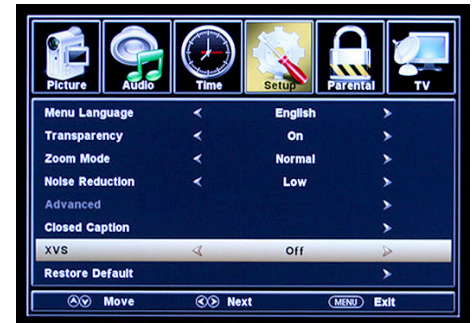 Picture Audio Time Setup Parental TV
Menu Language English
Transparency On
Zoom Mode Normal
Noise Reduction Low
Advanced
Closed Caption
XVS Off
Restore Default
Move Next MENU Exit